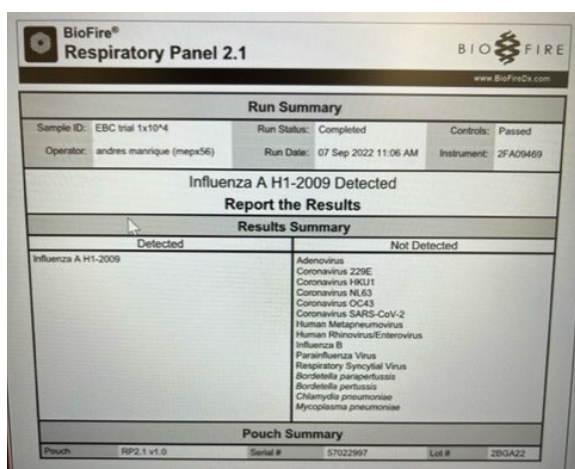 BioFire®
Respiratory Panel 2.1
BIO FIRE
www.BioFireDx.com
Run Summary
Sample ID: EBC trial 1x10^4 Run Status: Completed Controls: Passed
Operator: andres manrique (mepx56) Run Date: 07 Sep 2022 11:06 AM Instrument: 2FA09469
Influenza A H1-2009 Detected
Report the Results
Results Summary
Detected Not Detected
Influenza A H1-2009
Adenovirus
Coronavirus 229E
Coronavirus HKU1
Coronavirus NL63
Coronavirus OC43
Coronavirus SARS-CoV-2
Human Metapneumovirus
Human Rhinovirus/Enterovirus
Influenza B
Parainfluenza Virus
Respiratory Syncytial Virus
Bordetella parapertussis
Bordetella pertussis
Chlamydia pneumoniae
Mycoplasma pneumoniae
Pouch Summary
Pouch RP2.1 v1.0 Serial # 57022997 Lot # 2BGA22